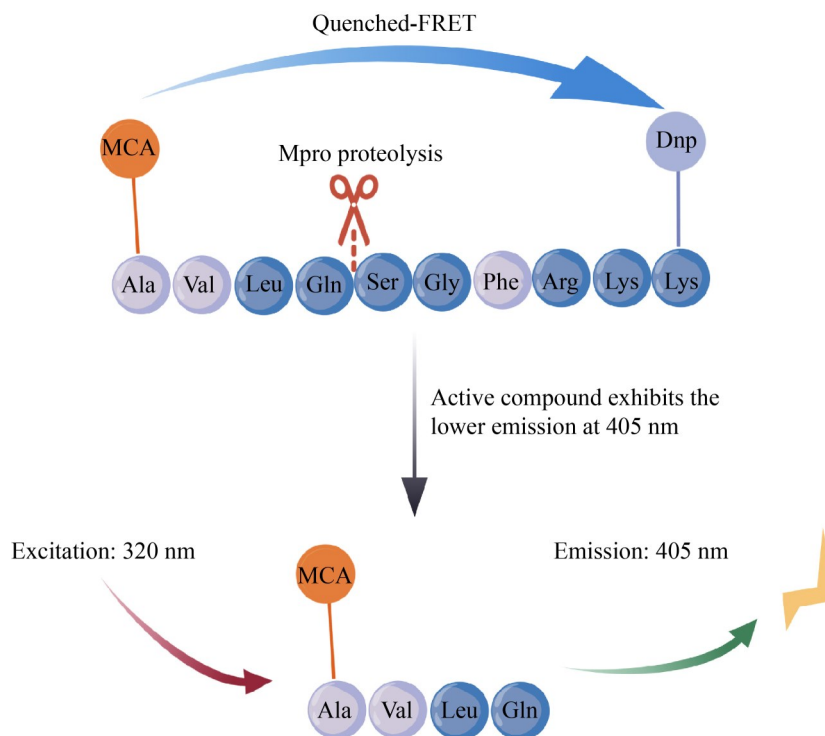 Quenched-FRET
MCA
Dnp
Mpro proteolysis
Ala Val Leu Gln Ser Gly Phe Arg Lys Lys
Active compound exhibits the
lower emission at 405 nm
Excitation: 320 nm
Emission: 405 nm
MCA
Ala Val Leu Gln